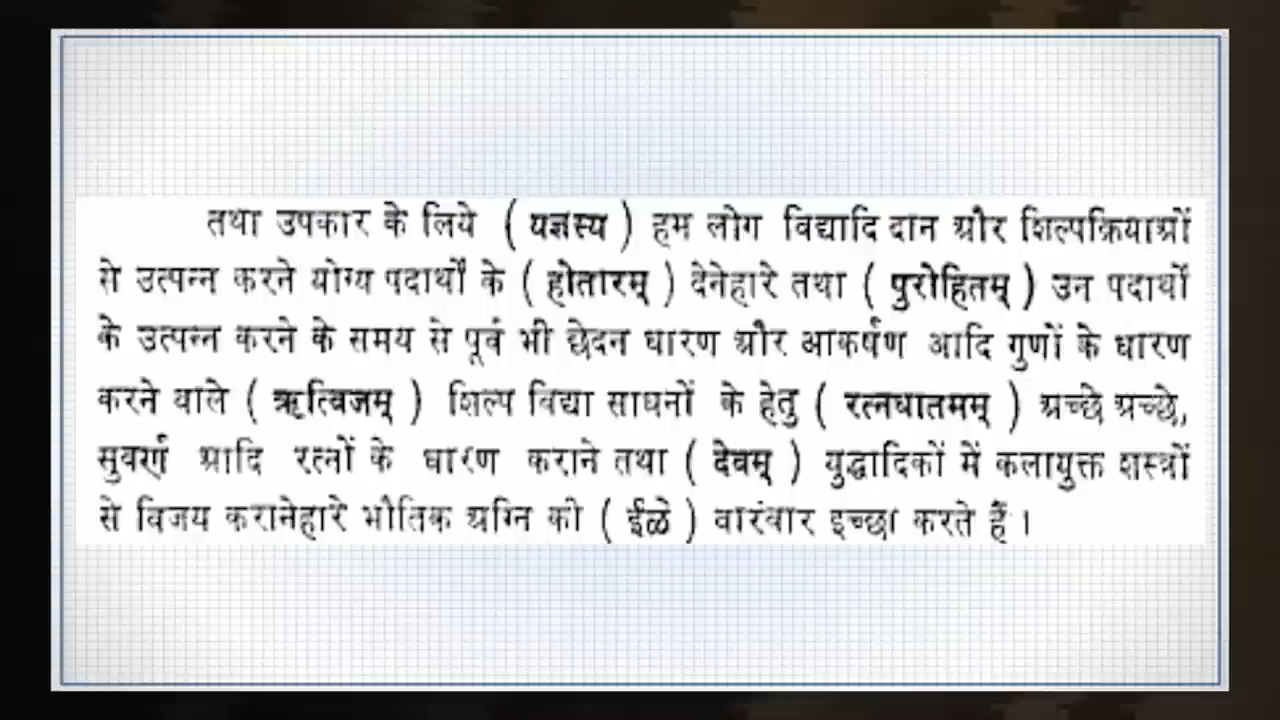 तथा उपकार के लिये ( यज्ञस्य ) हम लोग विद्यादि दान और शिल्पक्रियाओं
से उत्पन्न करने योग्य पदार्थों के ( होतारम् ) देनेहारे तथा ( पुरोहितम् ) उन पदार्थों
के उत्पन्न करने के समय से पूर्व भी छेदन धारण और आकर्षण आदि गुणों के धारण
करने वाले ( ऋत्विजम् ) शिल्प विद्या साधनों के हेतु ( रत्नधातमम् ) अच्छे अच्छे,
सुवर्ण आदि रत्नों के धारण कराने तथा ( देवम् ) युद्धादिकों में कलायुक्त शस्त्रों
से विजय करानेहारे भौतिक अग्नि की ( ईळे ) वारंवार इच्छा करते हैं ।